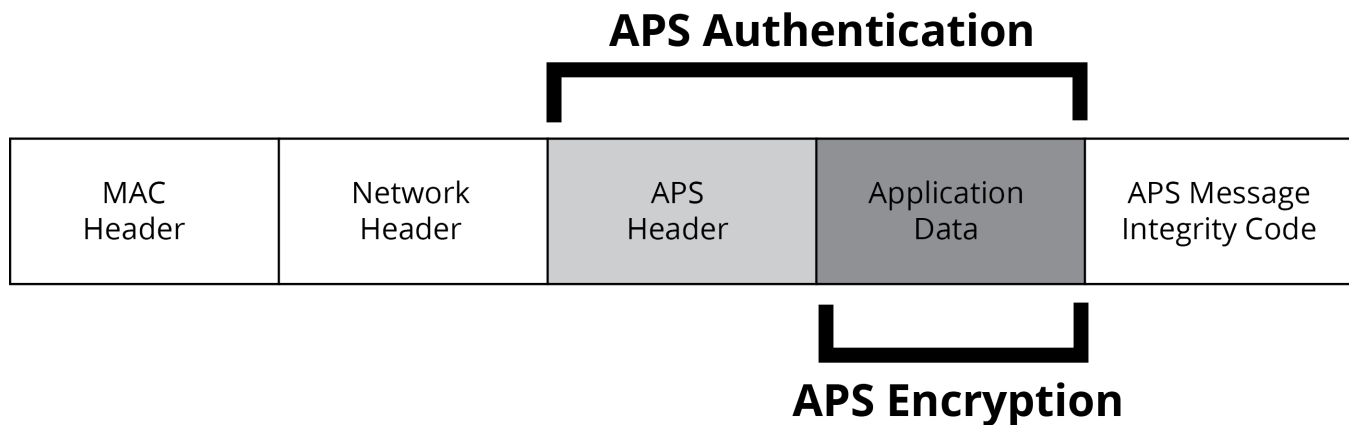 APS Authentication
MAC
Header
Network
Header
APS
Header
Application
Data
APS Message
Integrity Code
APS Encryption